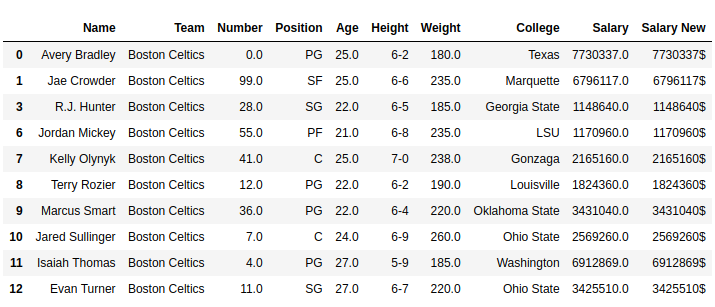 Name Team Number Position Age Height Weight College Salary Salary New
0 Avery Bradley Boston Celtics 0.0 PG 25.0 6-2 180.0 Texas 7730337.0 7730337$
1 Jae Crowder Boston Celtics 99.0 SF 25.0 6-6 235.0 Marquette 6796117.0 6796117$
3 R.J. Hunter Boston Celtics 28.0 SG 22.0 6-5 185.0 Georgia State 1148640.0 1148640$
6 Jordan Mickey Boston Celtics 55.0 PF 21.0 6-8 235.0 LSU 1170960.0 1170960$
7 Kelly Olynyk Boston Celtics 41.0 C 25.0 7-0 238.0 Gonzaga 2165160.0 2165160$
8 Terry Rozier Boston Celtics 12.0 PG 22.0 6-2 190.0 Louisville 1824360.0 1824360$
9 Marcus Smart Boston Celtics 36.0 PG 22.0 6-4 220.0 Oklahoma State 3431040.0 3431040$
10 Jared Sullinger Boston Celtics 7.0 C 24.0 6-9 260.0 Ohio State 2569260.0 2569260$
11 Isaiah Thomas Boston Celtics 4.0 PG 27.0 5-9 185.0 Washington 6912869.0 6912869$
12 Evan Turner Boston Celtics 11.0 SG 27.0 6-7 220.0 Ohio State 3425510.0 3425510$